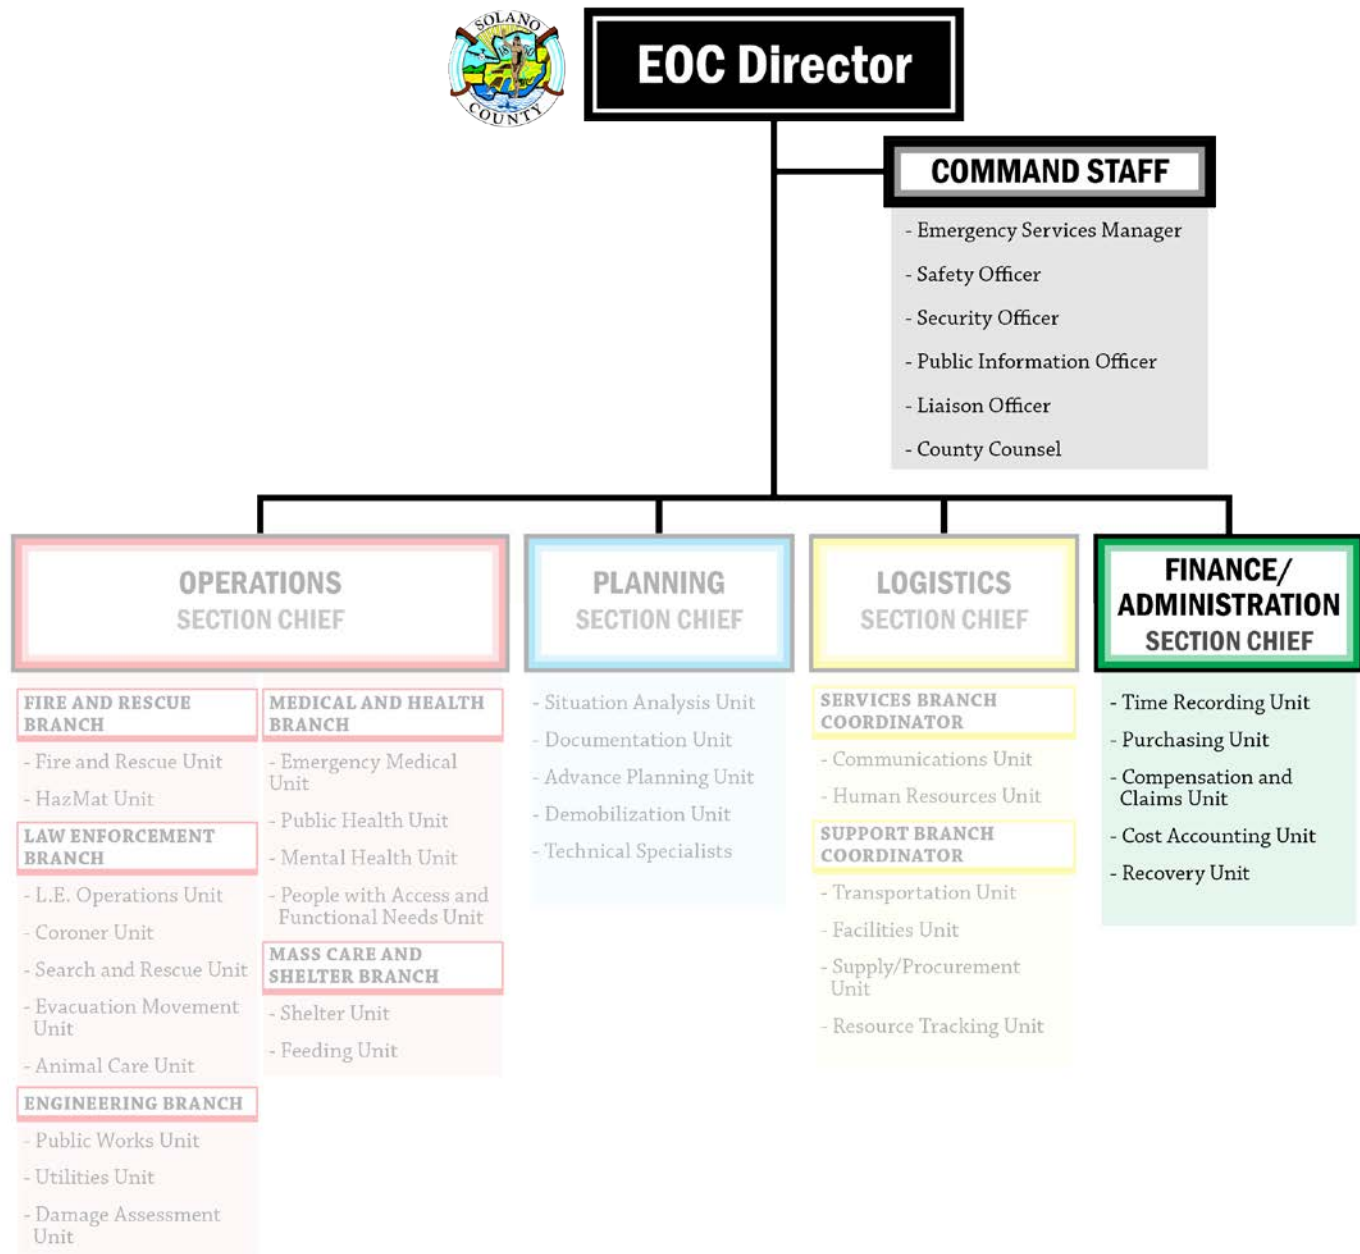 SOLANO
18 50
COUNTY
EOC Director
COMMAND STAFF
- Emergency Services Manager
- Safety Officer
- Security Officer
- Public Information Officer
- Liaison Officer
- County Counsel
OPERATIONS
SECTION CHIEF
FIRE AND RESCUE
BRANCH
- Fire and Rescue Unit
- HazMat Unit
LAW ENFORCEMENT
BRANCH
- L.E. Operations Unit
- Coroner Unit
- Search and Rescue Unit
- Evacuation Movement
Unit
- Animal Care Unit
ENGINEERING BRANCH
- Public Works Unit
- Utilities Unit
- Damage Assessment
Unit
MEDICAL AND HEALTH
BRANCH
- Emergency Medical
Unit
- Public Health Unit
- Mental Health Unit
- People with Access and
Functional Needs Unit
MASS CARE AND
SHELTER BRANCH
- Shelter Unit
- Feeding Unit
PLANNING
SECTION CHIEF
- Situation Analysis Unit
- Documentation Unit
- Advance Planning Unit
- Demobilization Unit
- Technical Specialists
LOGISTICS
SECTION CHIEF
SERVICES BRANCH
COORDINATOR
- Communications Unit
- Human Resources Unit
SUPPORT BRANCH
COORDINATOR
- Transportation Unit
- Facilities Unit
- Supply/Procurement
Unit
- Resource Tracking Unit
FINANCE/
ADMINISTRATION
SECTION CHIEF
- Time Recording Unit
- Purchasing Unit
- Compensation and
Claims Unit
- Cost Accounting Unit
- Recovery Unit